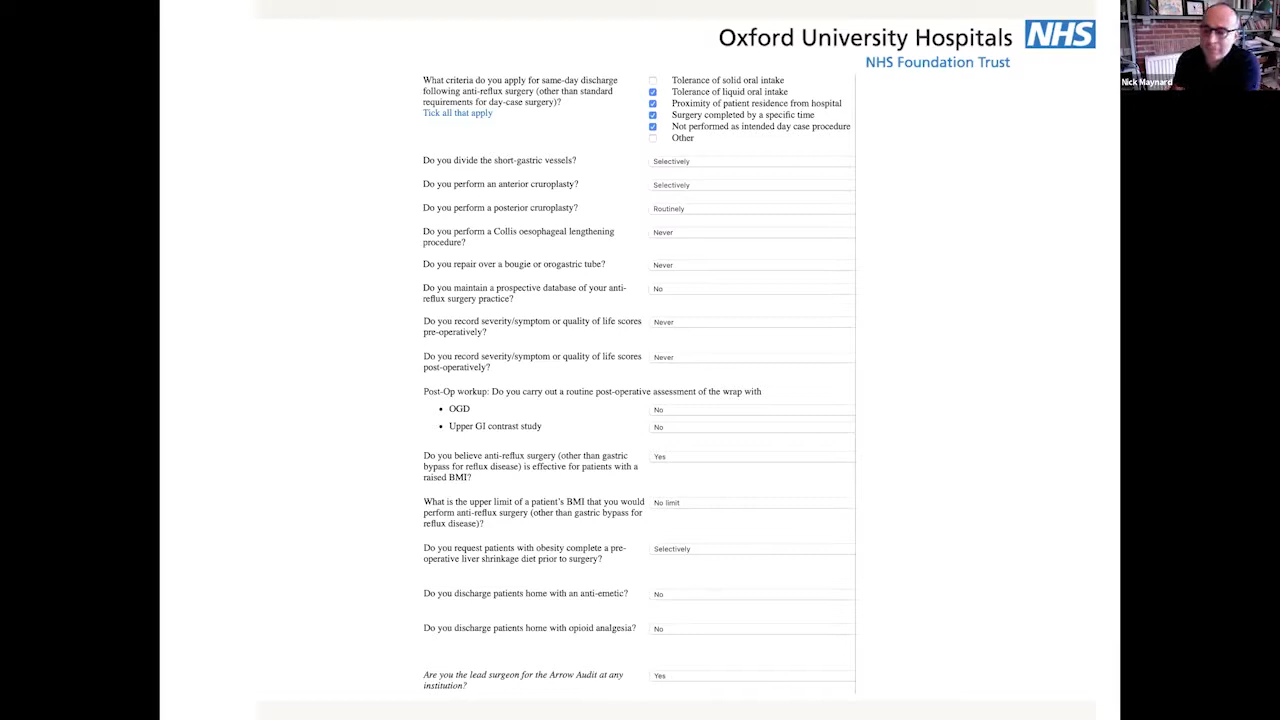 Oxford University Hospitals NHS
NHS Foundation Trust
Nick Maynard
What criteria do you apply for same-day discharge
following anti-reflux surgery (other than standard
requirements for day-case surgery)?
Tick all that apply
Tolerance of solid oral intake
Tolerance of liquid oral intake
Proximity of patient residence from hospital
Surgery completed by a specific time
Not performed as intended day case procedure
Other
Do you divide the short-gastric vessels?
Selectively
Do you perform an anterior cruroplasty?
Selectively
Do you perform a posterior cruroplasty?
Routinely
Do you perform a Collis oesophageal lengthening
procedure?
Never
Do you repair over a bougie or orogastric tube?
Never
Do you maintain a prospective database of your anti-
reflux surgery practice?
No
Do you record severity/symptom or quality of life scores
pre-operatively?
Never
Do you record severity/symptom or quality of life scores
post-operatively?
Never
Post-Op workup: Do you carry out a routine post-operative assessment of the wrap with
• OGD
No
• Upper GI contrast study
No
Do you believe anti-reflux surgery (other than gastric
bypass for reflux disease) is effective for patients with a
raised BMI?
Yes
What is the upper limit of a patient's BMI that you would
perform anti-reflux surgery (other than gastric bypass for
reflux disease)?
No limit
Do you request patients with obesity complete a pre-
operative liver shrinkage diet prior to surgery?
Selectively
Do you discharge patients home with an anti-emetic?
No
Do you discharge patients home with opioid analgesia?
No
Are you the lead surgeon for the Arrow Audit at any
institution?
Yes